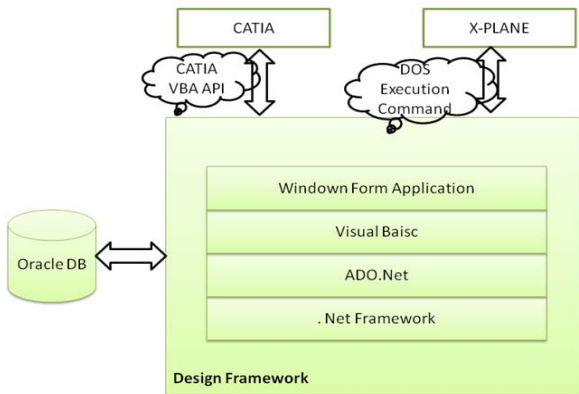 CATIA
X-PLANE
CATIA
VBA API
DOS
Execution
Command
Windown Form Application
Visual Baisc
ADO.Net
. Net Framework
Oracle DB
Design Framework